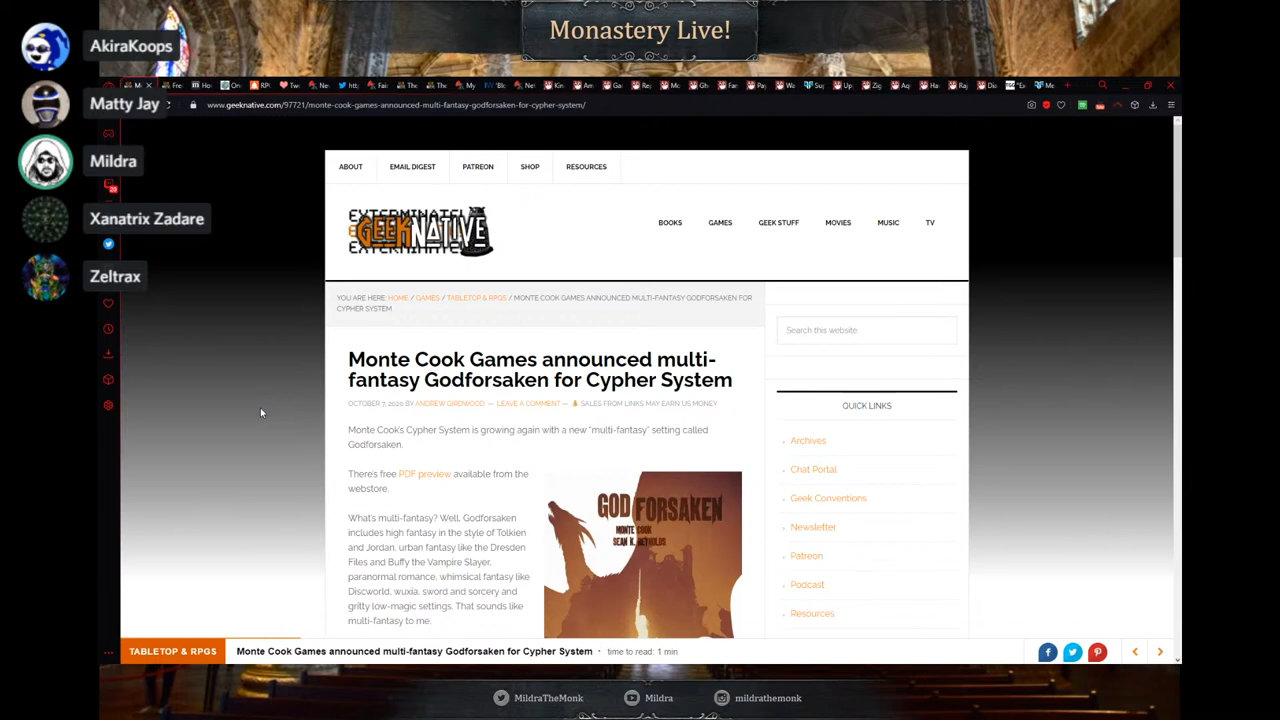 Monastery Live!
AkiraKoops
Matty Jay
Mildra
Xanatrix Zadare
Zeltrax
www.geeknative.com/97721/monte-cook-games-announced-multi-fantasy-godforsaken-for-cypher-system/
ABOUT EMAIL DIGEST PATREON SHOP RESOURCES
EXTERMINATE!
GEEKNATIVE
EXTERMINATE!
BOOKS GAMES GEEK STUFF MOVIES MUSIC TV
YOU ARE HERE: HOME / GAMES / TABLETOP & RPGS / MONTE COOK GAMES ANNOUNCED MULTI-FANTASY GODFORSAKEN FOR
CYPHER SYSTEM
Search this website
Monte Cook Games announced multi-
fantasy Godforsaken for Cypher System
OCTOBER 7, 2020 BY ANDREW GIRDWOOD — LEAVE A COMMENT — SALES FROM LINKS MAY EARN US MONEY
Monte Cook's Cypher System is growing again with a new "multi-fantasy" setting called
Godforsaken.
There's free PDF preview available from the
webstore.
What's multi-fantasy? Well, Godforsaken
includes high fantasy in the style of Tolkien
and Jordan, urban fantasy like the Dresden
Files and Buffy the Vampire Slayer,
paranormal romance, whimsical fantasy like
Discworld, wuxia, sword and sorcery and
gritty low-magic settings. That sounds like
multi-fantasy to me.
GOD FORSAKEN
MONTE COOK
SEAN K. REYNOLDS
QUICK LINKS
Archives
Chat Portal
Geek Conventions
Newsletter
Patreon
Podcast
Resources
TABLETOP & RPGS Monte Cook Games announced multi-fantasy Godforsaken for Cypher System • time to read: 1 min
MildraTheMonk Mildra mildrathemonk